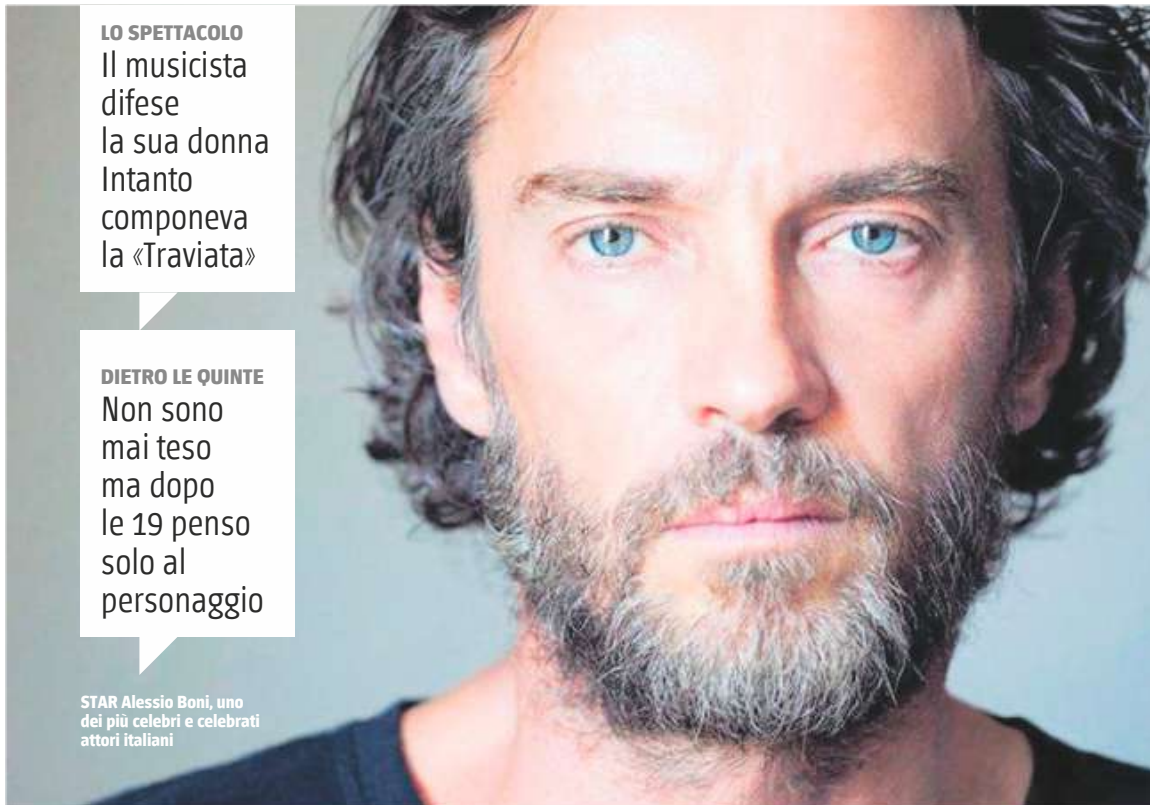 LO SPETTACOLO
Il musicista
difese
la sua donna
Intanto
componeva
la «Traviata»
DIETRO LE QUINTE
Non sono
mai teso
ma dopo
le 19 penso
solo al
personaggio
STAR Alessio Boni, uno
dei più celebri e celebrati
attori italiani